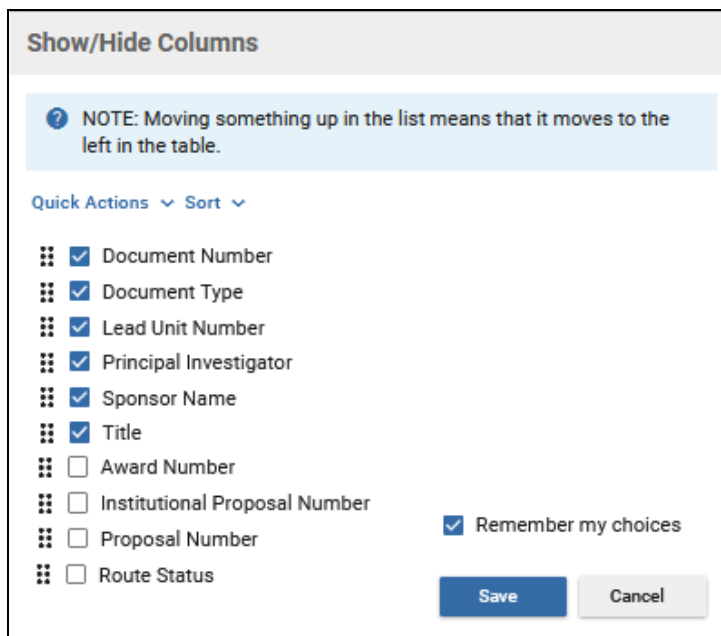 Show/Hide Columns
NOTE: Moving something up in the list means that it moves to the
left in the table.
Quick Actions Sort
Document Number
Document Type
Lead Unit Number
Principal Investigator
Sponsor Name
Title
Award Number
Institutional Proposal Number
Proposal Number
Route Status
Remember my choices
Save Cancel